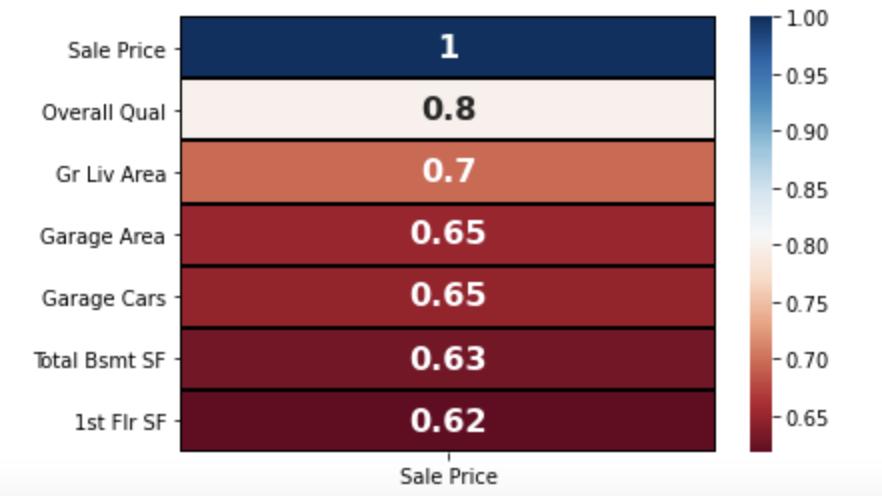 Sale Price 1
Overall Qual 0.8
Gr Liv Area 0.7
Garage Area 0.65
Garage Cars 0.65
Total Bsmt SF 0.63
1st Flr SF 0.62
Sale Price
1.00
0.95
0.90
0.85
0.80
0.75
0.70
0.65